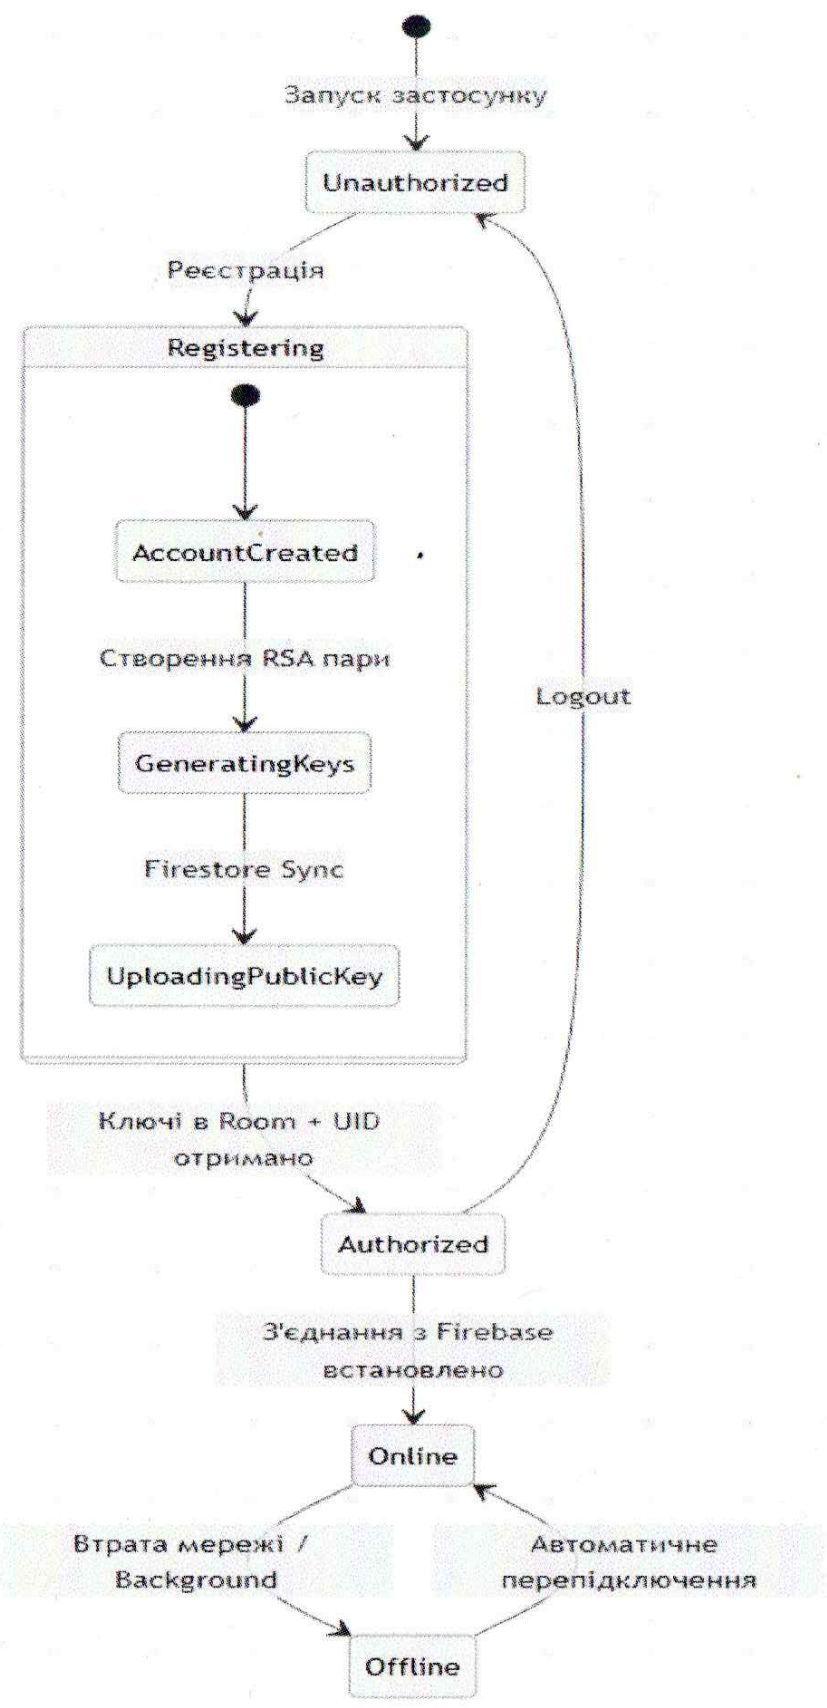 Запуск застосунку
Unauthorized
Реєстрація
Registering
AccountCreated
Створення RSA пари
Logout
GeneratingKeys
Firestore Sync
UploadingPublicKey
Ключі в Room + UID
отримано
Authorized
З'єднання з Firebase
встановлено
Online
Втрата мережі /
Background
Автоматичне
перепідключення
Offline